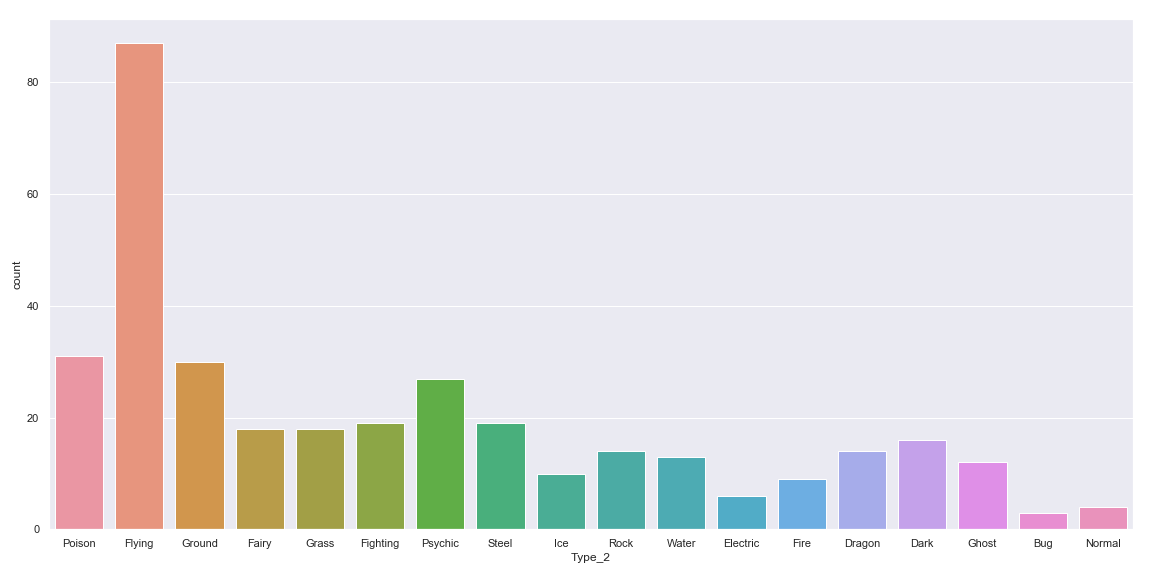 80
60
40
20
0
count
Poison Flying Ground Fairy Grass Fighting Psychic Steel Ice Rock Water Electric Fire Dragon Dark Ghost Bug Normal
Type_2